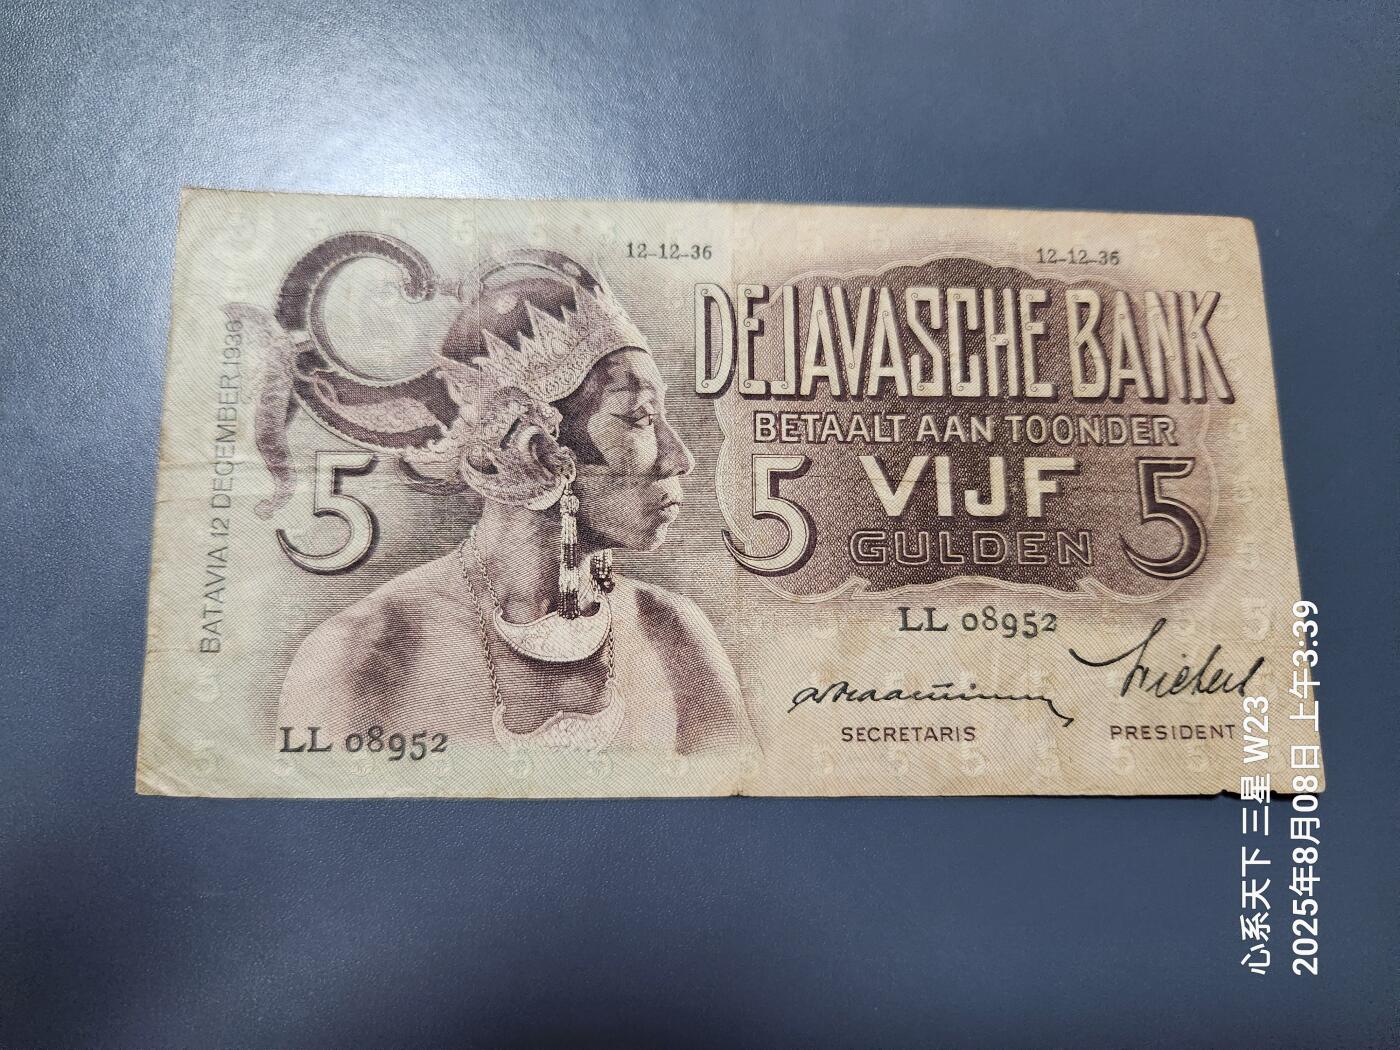 12-12-36
12-12-36
DE JAVASCHE BANK
BETAALT AAN TOONDER
5
5
VIJF
5
GULDEN
BATAVIA 12 DECEMBER 1936
LL 08952
LL 08952
SECRETARIS
PRESIDENT
心系天下 三星 W23
2025年8月08日 上午3:39